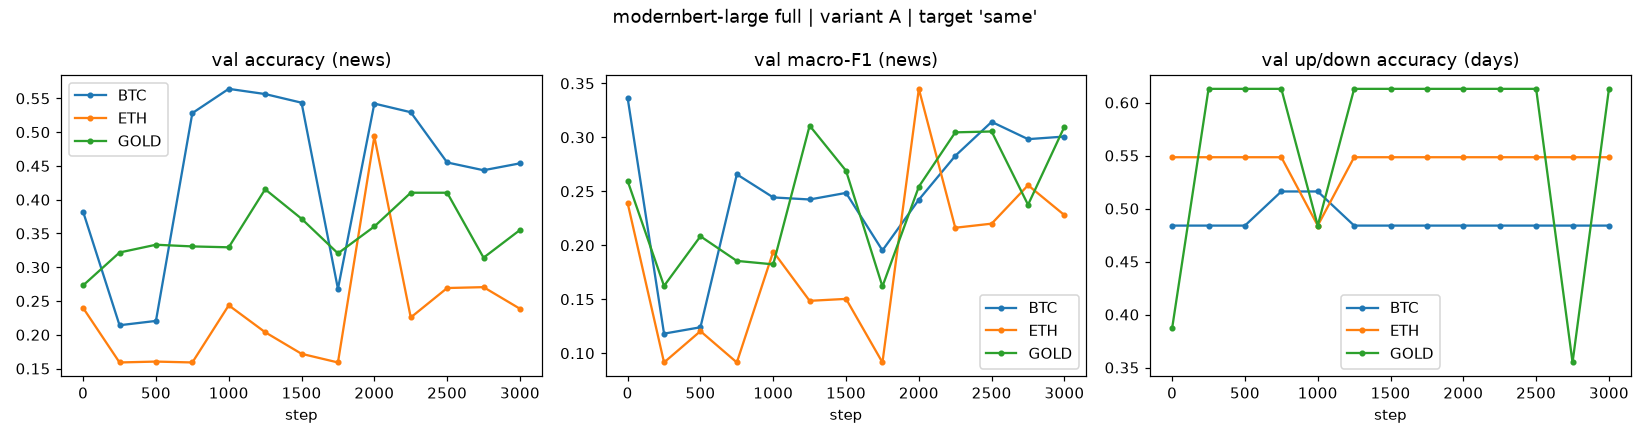 modernbert-large full | variant A | target 'same'
val accuracy (news)
0.55
0.50
0.45
0.40
0.35
0.30
0.25
0.20
0.15
BTC
ETH
GOLD
0 500 1000 1500 2000 2500 3000
step
val macro-F1 (news)
0.35
0.30
0.25
0.20
0.15
0.10
BTC
ETH
GOLD
0 500 1000 1500 2000 2500 3000
step
val up/down accuracy (days)
0.60
0.55
0.50
0.45
0.40
0.35
BTC
ETH
GOLD
0 500 1000 1500 2000 2500 3000
step